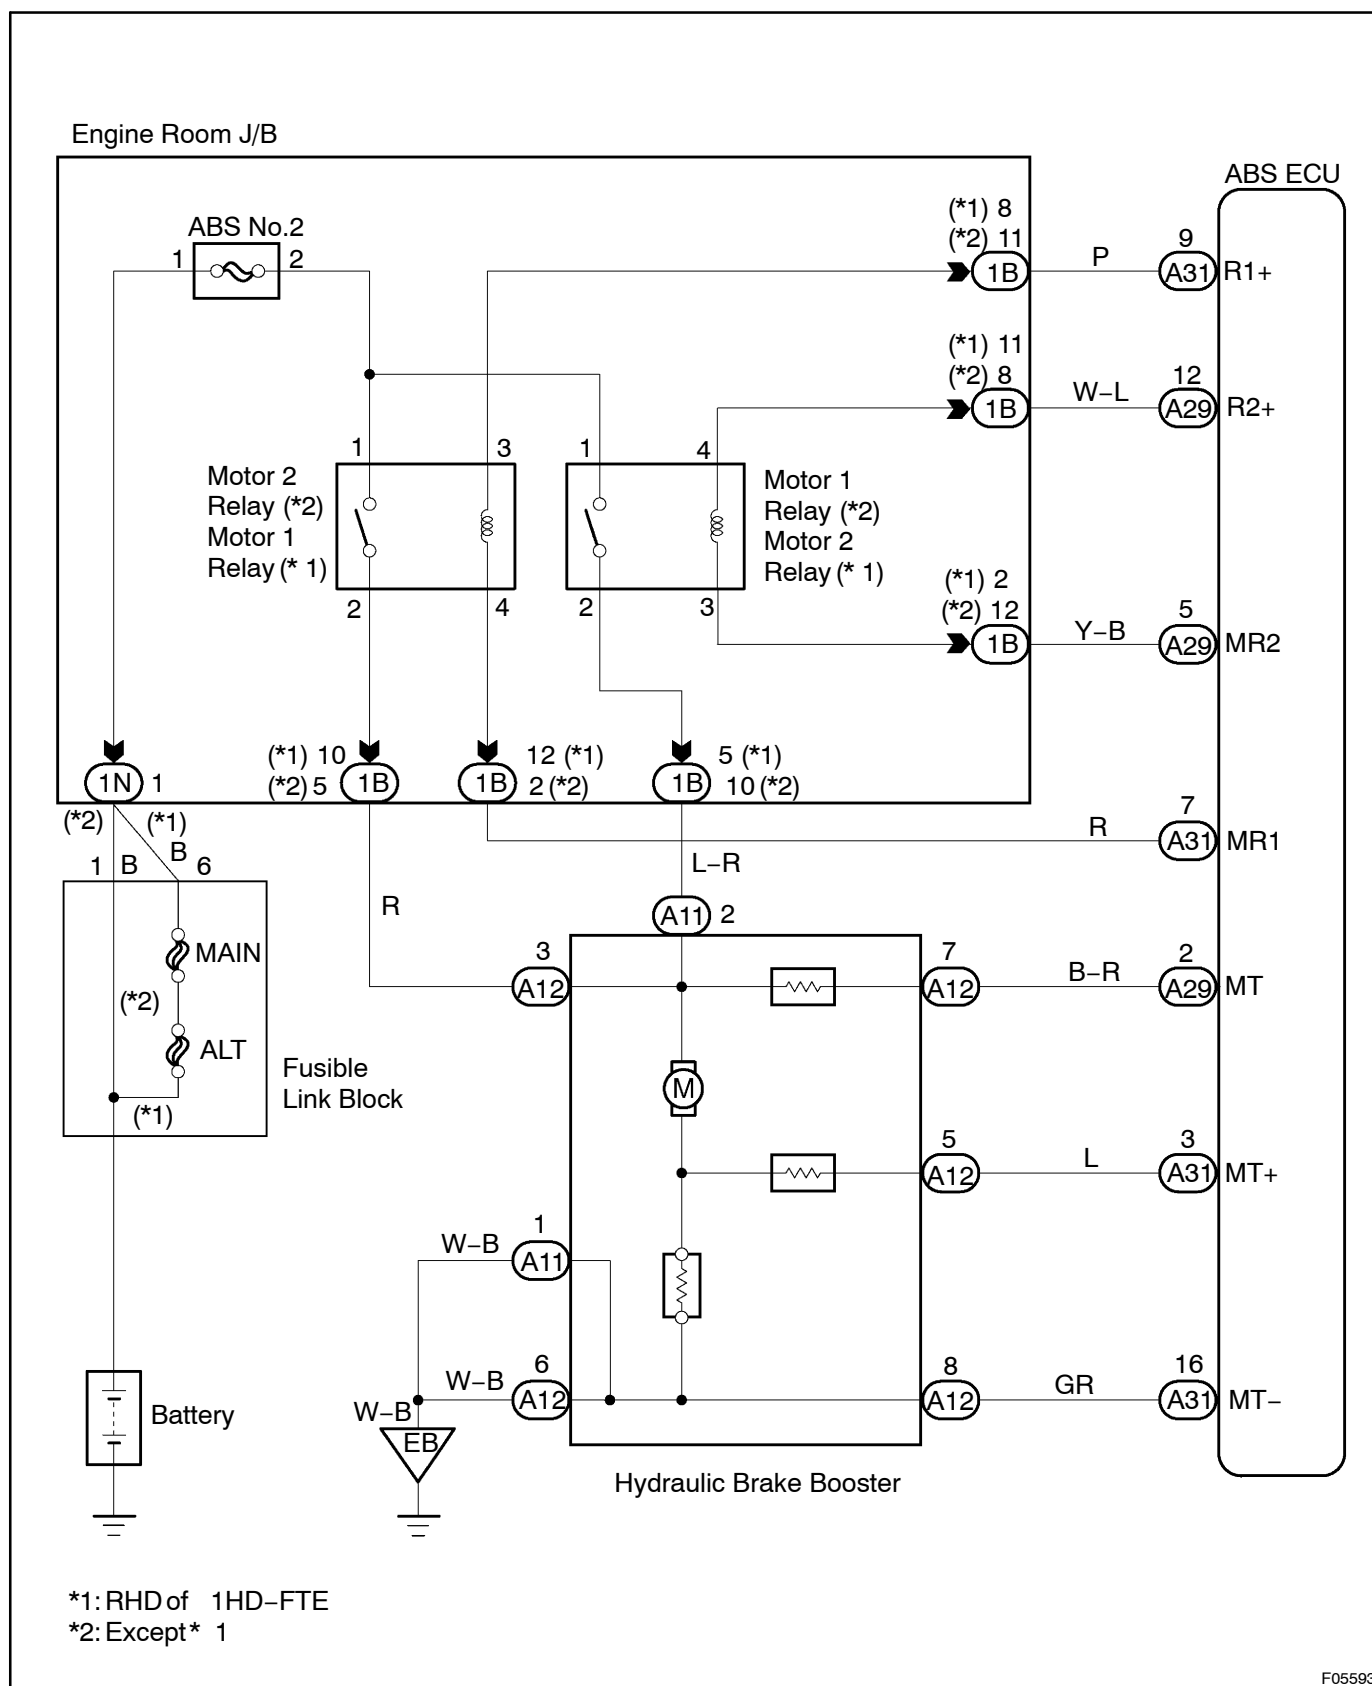 Engine Room J/B
ABS ECU
ABS No.2
1
2
(*1) 8
(*2) 11
1B
P
9
A31
R1+
(*1) 11
(*2) 8
1B
W–L
12
A29
R2+
1
3
1
4
Motor 2
Relay (*2)
Motor 1
Relay (* 1)
Motor 1
Relay (*2)
Motor 2
Relay (* 1)
2
4
2
3
(*1) 2
(*2) 12
1B
Y–B
5
A29
MR2
1N
1
(*1) 10
(*2) 5
1B
1B
12 (*1)
2 (*2)
1B
5 (*1)
10 (*2)
(*2)
(*1)
1
B
B
6
R
7
A31
MR1
L–R
R
A11
2
MAIN
(*2)
ALT
(*1)
Fusible
Link Block
3
A12
7
A12
B–R
2
A29
MT
M
5
A12
L
3
A31
MT+
W–B
1
A11
W–B
6
A12
8
A12
GR
16
A31
MT–
W–B
EB
Battery
Hydraulic Brake Booster
*1: RHD of 1HD–FTE
*2: Except * 1
F05593